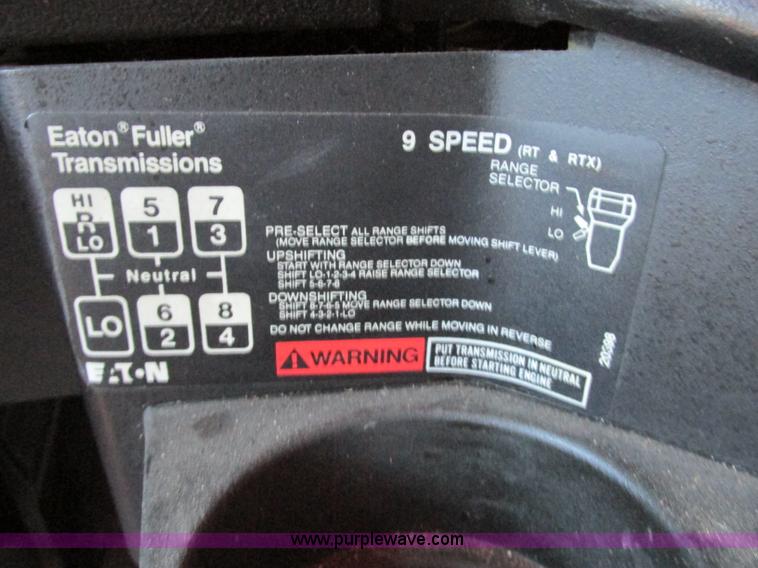 Eaton® Fuller®
Transmissions
9 SPEED (RT & RTX)
RANGE
SELECTOR
HI
LO
HI
R
LO
5
1
7
3
Neutral
LO
6
2
8
4
EATON
PRE-SELECT ALL RANGE SHIFTS
(MOVE RANGE SELECTOR BEFORE MOVING SHIFT LEVER)
UPSHIFTING
START WITH RANGE SELECTOR DOWN
SHIFT LO-1-2-3-4 RAISE RANGE SELECTOR
SHIFT 5-6-7-8
DOWNSHIFTING
SHIFT 8-7-6-5 MOVE RANGE SELECTOR DOWN
SHIFT 4-3-2-1-LO
DO NOT CHANGE RANGE WHILE MOVING IN REVERSE
WARNING
PUT TRANSMISSION IN NEUTRAL
BEFORE STARTING ENGINE
www.purplewave.com